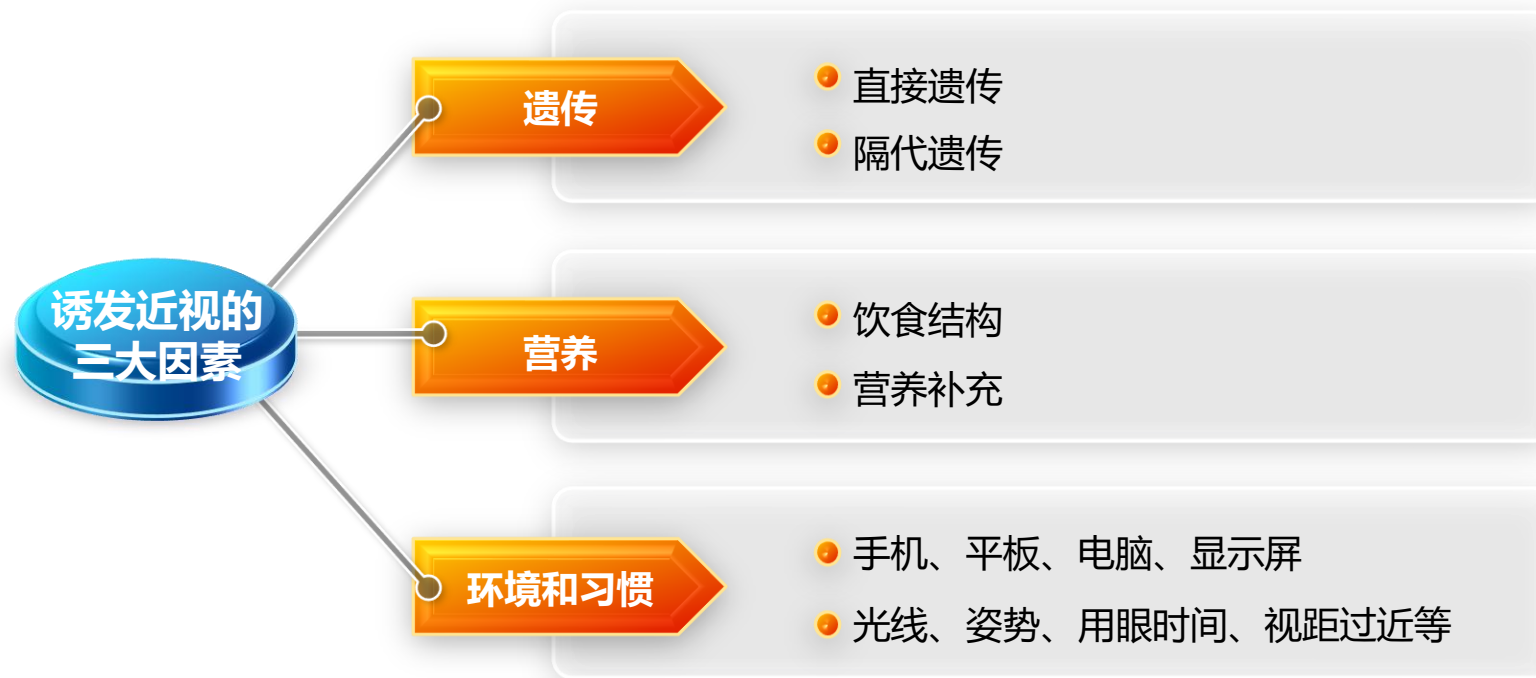 诱发近视的
三大因素
遗传
直接遗传
隔代遗传
营养
饮食结构
营养补充
环境和习惯
手机、平板、电脑、显示屏
光线、姿势、用眼时间、视距过近等